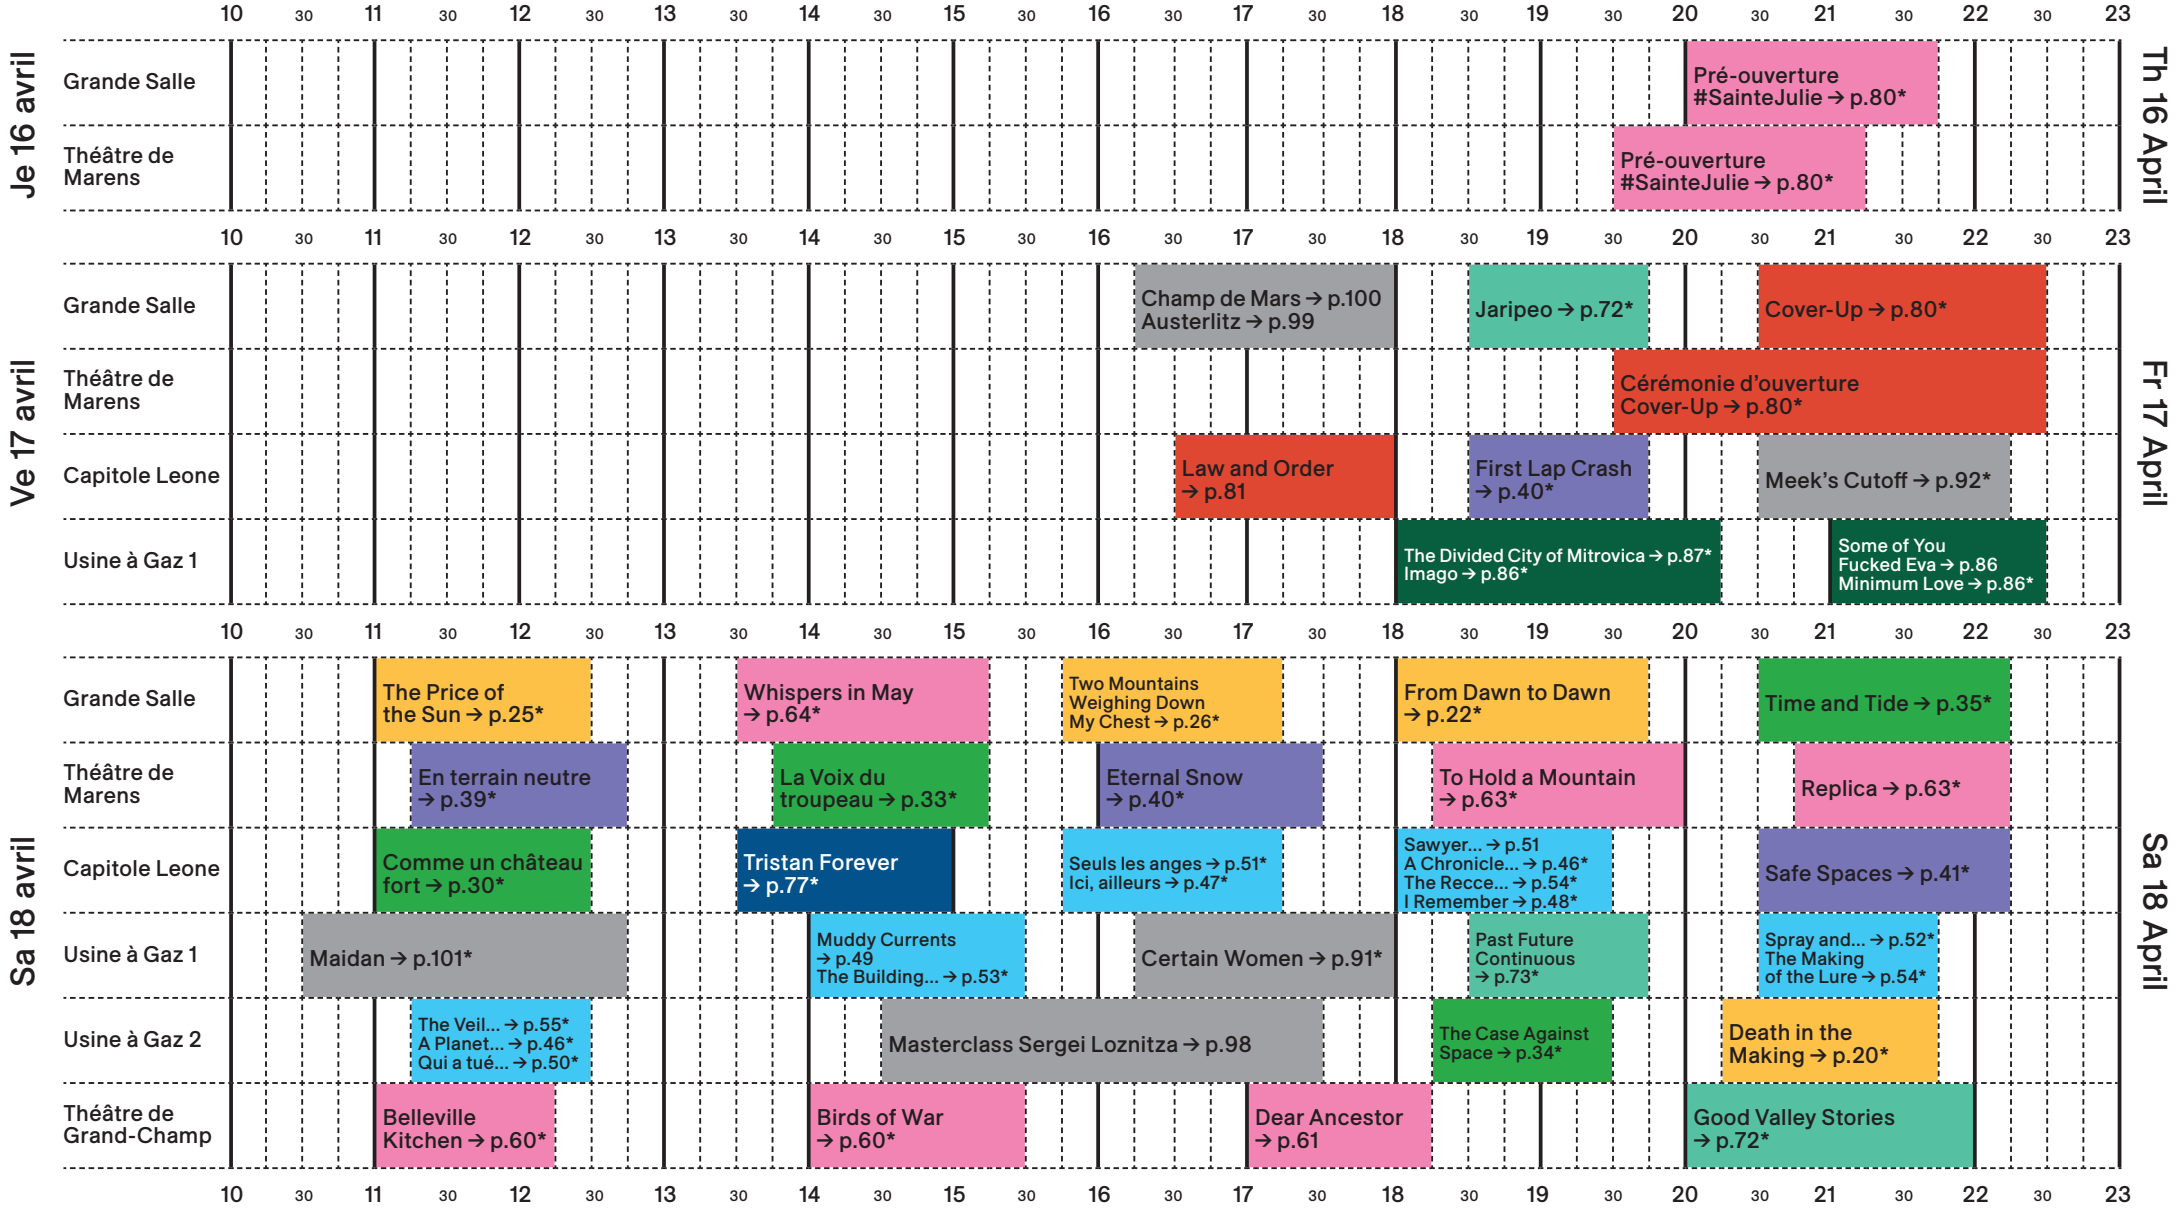 10 30 11 30 12 30 13 30 14 30 15 30 16 30 17 30 18 30 19 30 20 30 21 30 22 30 23
Je 16 avril
Th 16 April
Grande Salle
Pré-ouverture
#SainteJulie → p.80*
Théâtre de
Marens
Pré-ouverture
#SainteJulie → p.80*
10 30 11 30 12 30 13 30 14 30 15 30 16 30 17 30 18 30 19 30 20 30 21 30 22 30 23
Ve 17 avril
Fr 17 April
Grande Salle
Champ de Mars → p.100
Austerlitz → p.99
Jaripeo → p.72*
Cover-Up → p.80*
Théâtre de
Marens
Cérémonie d’ouverture
Cover-Up → p.80*
Capitole Leone
Law and Order
→ p.81
First Lap Crash
→ p.40*
Meek’s Cutoff → p.92*
Usine à Gaz 1
The Divided City of Mitrovica → p.87*
Imago → p.86*
Some of You
Fucked Eva → p.86
Minimum Love → p.86*
10 30 11 30 12 30 13 30 14 30 15 30 16 30 17 30 18 30 19 30 20 30 21 30 22 30 23
Sa 18 avril
Sa 18 April
Grande Salle
The Price of
the Sun → p.25*
Whispers in May
→ p.64*
Two Mountains
Weighing Down
My Chest → p.26*
From Dawn to Dawn
→ p.22*
Time and Tide → p.35*
Théâtre de
Marens
En terrain neutre
→ p.39*
La Voix du
troupeau → p.33*
Eternal Snow
→ p.40*
To Hold a Mountain
→ p.63*
Replica → p.63*
Capitole Leone
Comme un château
fort → p.30*
Tristan Forever
→ p.77*
Seuls les anges → p.51*
Ici, ailleurs → p.47*
Sawyer... → p.51
A Chronicle... → p.46*
The Recce... → p.54*
I Remember → p.48*
Safe Spaces → p.41*
Usine à Gaz 1
Maidan → p.101*
Muddy Currents
→ p.49
The Building... → p.53*
Certain Women → p.91*
Past Future
Continuous
→ p.73*
Spray and... → p.52*
The Making
of the Lure → p.54*
Usine à Gaz 2
The Veil... → p.55*
A Planet... → p.46*
Qui a tué... → p.50*
Masterclass Sergei Loznitza → p.98
The Case Against
Space → p.34*
Death in the
Making → p.20*
Théâtre de
Grand-Champ
Belleville
Kitchen → p.60*
Birds of War
→ p.60*
Dear Ancestor
→ p.61
Good Valley Stories
→ p.72*
10 30 11 30 12 30 13 30 14 30 15 30 16 30 17 30 18 30 19 30 20 30 21 30 22 30 23